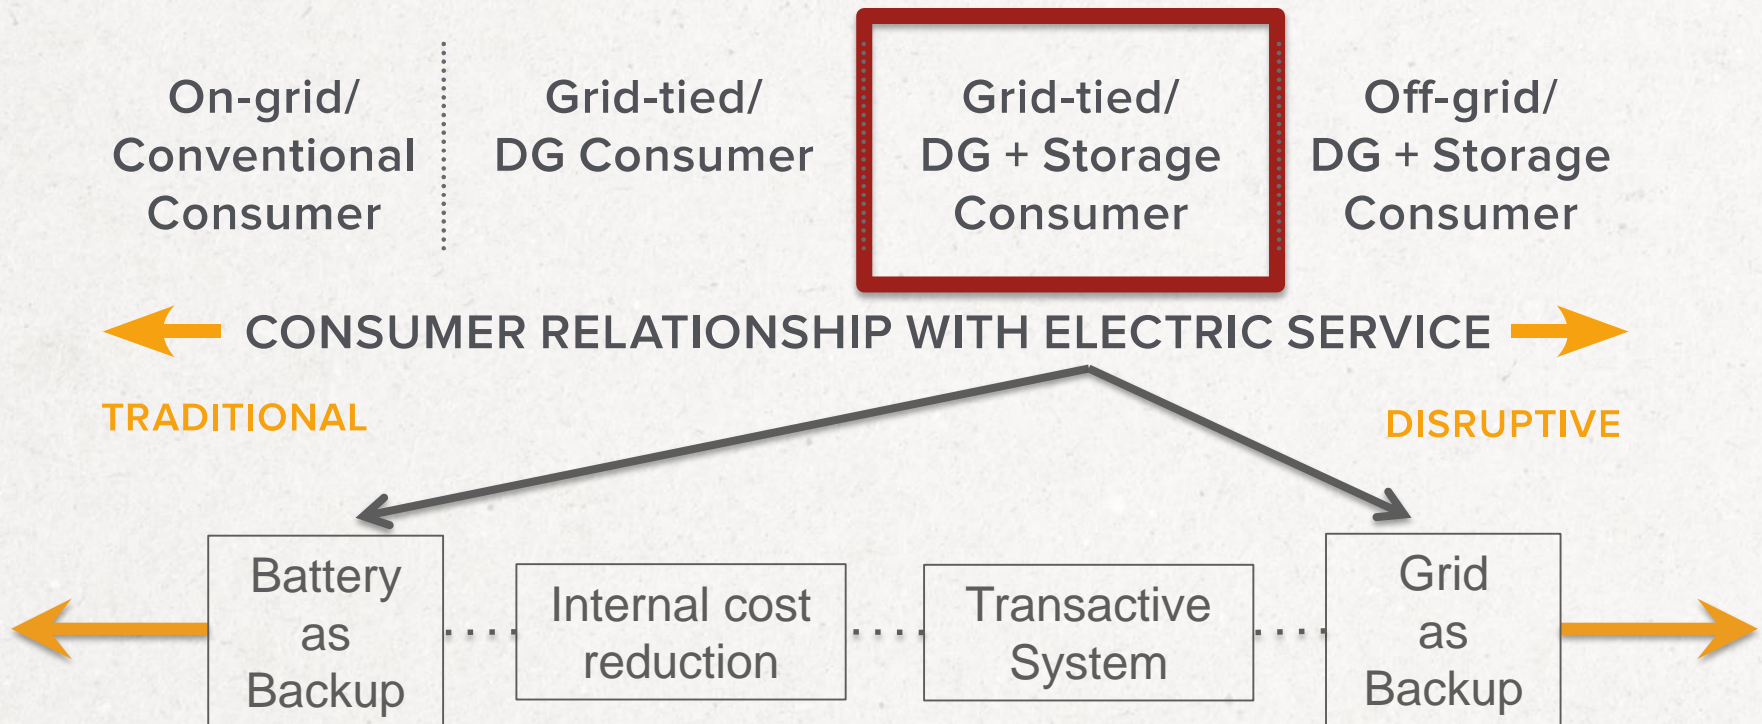 On-grid/
Conventional
Consumer
Grid-tied/
DG Consumer
Grid-tied/
DG + Storage
Consumer
Off-grid/
DG + Storage
Consumer
CONSUMER RELATIONSHIP WITH ELECTRIC SERVICE
TRADITIONAL
DISRUPTIVE
Battery
as
Backup
Internal cost
reduction
Transactive
System
Grid
as
Backup